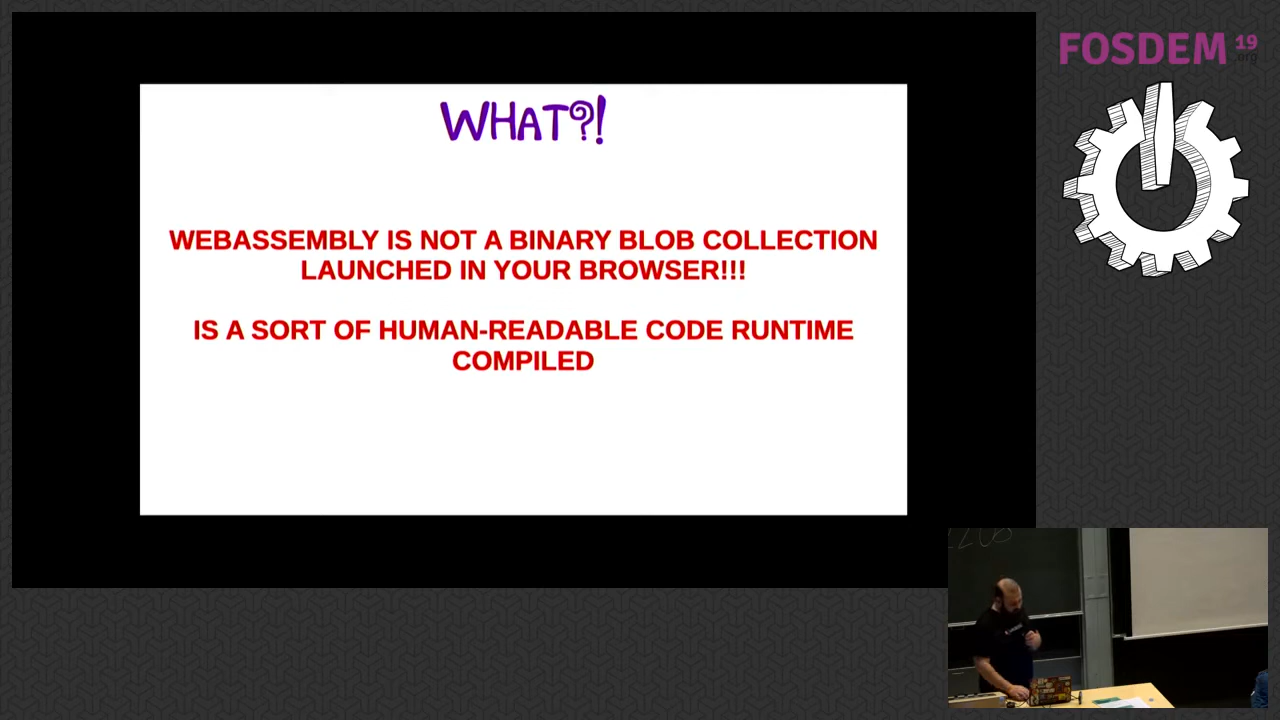 FOSDEM 19
.org
WHAT?!
WEBASSEMBLY IS NOT A BINARY BLOB COLLECTION
LAUNCHED IN YOUR BROWSER!!!
IS A SORT OF HUMAN-READABLE CODE RUNTIME
COMPILED